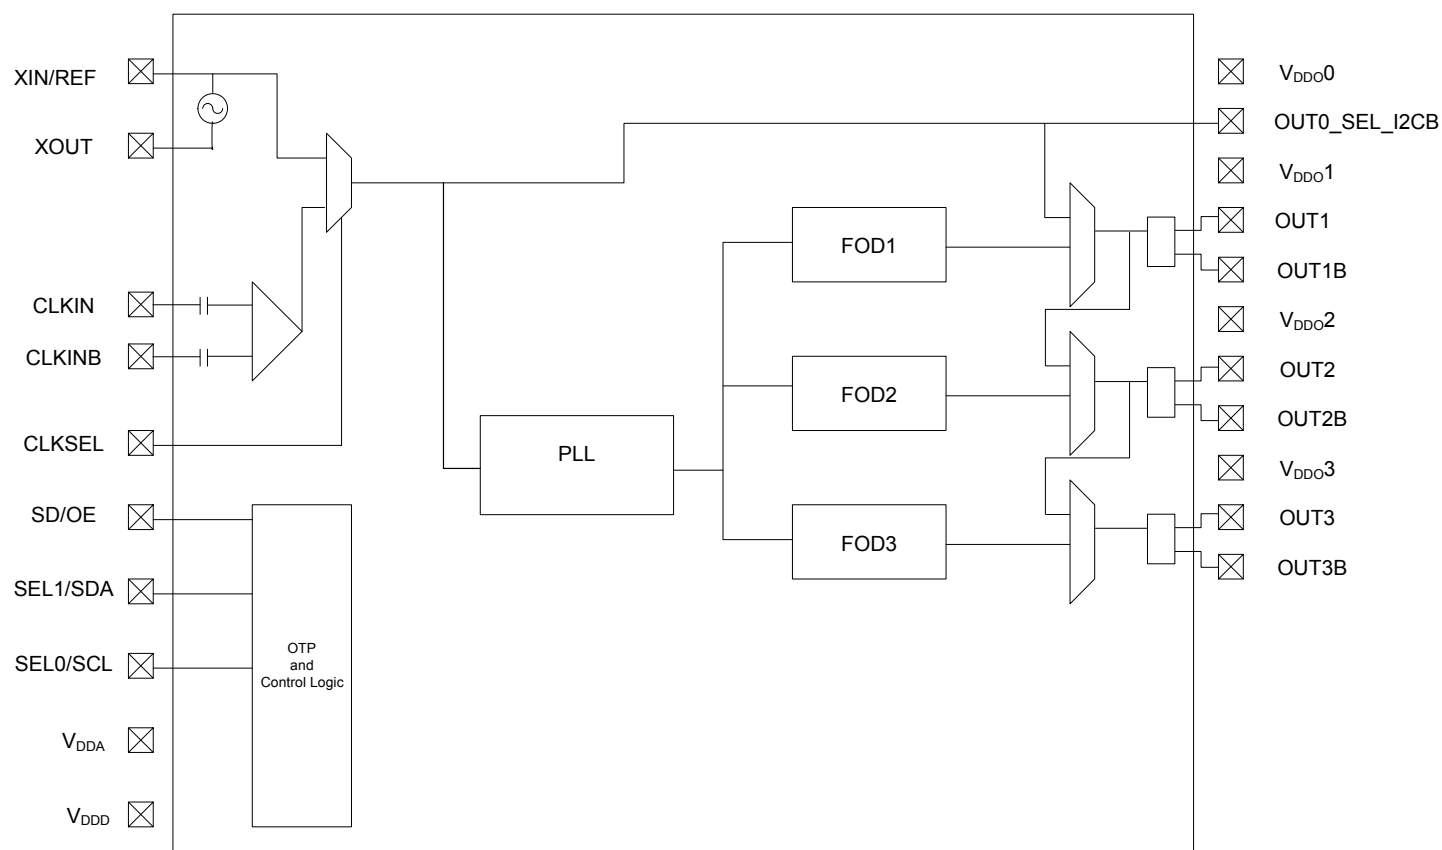 XIN/REF
XOUT
CLKIN
CLKINB
CLKSEL
SD/OE
SEL1/SDA
SEL0/SCL
VDDA
VDDD
OTP
and
Control Logic
PLL
FOD1
FOD2
FOD3
VDDO0
OUT0_SEL_I2CB
VDDO1
OUT1
OUT1B
VDDO2
OUT2
OUT2B
VDDO3
OUT3
OUT3B